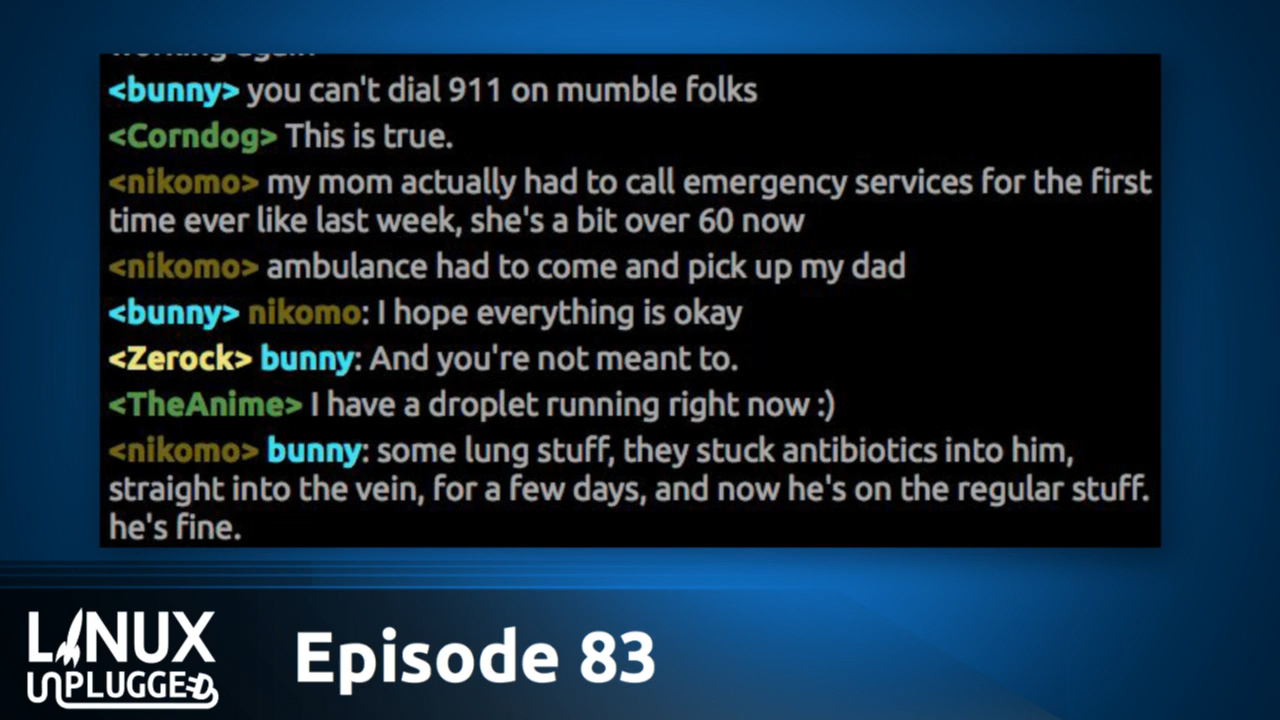 working again
<bunny> you can't dial 911 on mumble folks
<Corndog> This is true.
<nikomo> my mom actually had to call emergency services for the first
time ever like last week, she's a bit over 60 now
<nikomo> ambulance had to come and pick up my dad
<bunny> nikomo: I hope everything is okay
<Zerock> bunny: And you're not meant to.
<TheAnime> I have a droplet running right now :)
<nikomo> bunny: some lung stuff, they stuck antibiotics into him,
straight into the vein, for a few days, and now he's on the regular stuff.
he's fine.
LINUX
UNPLUGGED
Episode 83